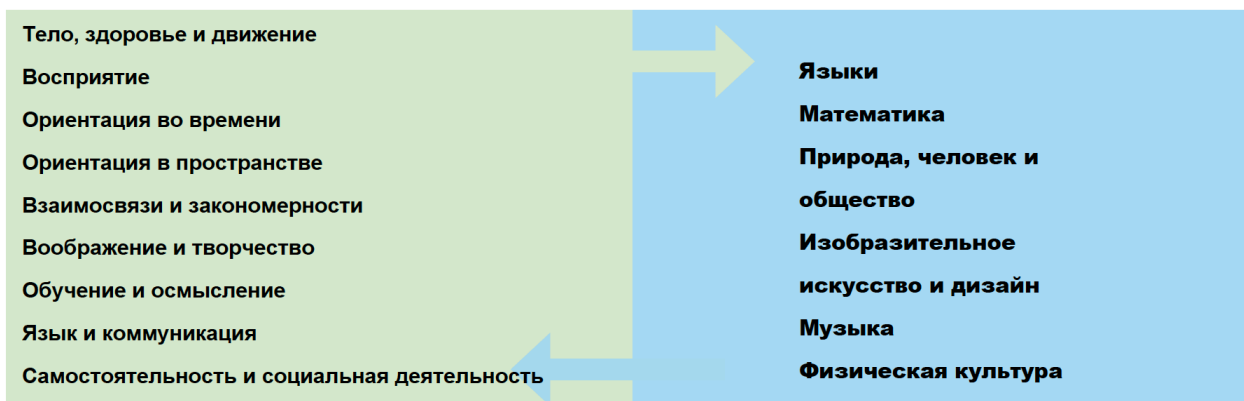 Тело, здоровье и движение
Восприятие
Ориентация во времени
Ориентация в пространстве
Взаимосвязи и закономерности
Воображение и творчество
Обучение и осмысление
Язык и коммуникация
Самостоятельность и социальная деятельность
Языки
Математика
Природа, человек и
общество
Изобразительное
искусство и дизайн
Музыка
Физическая культура